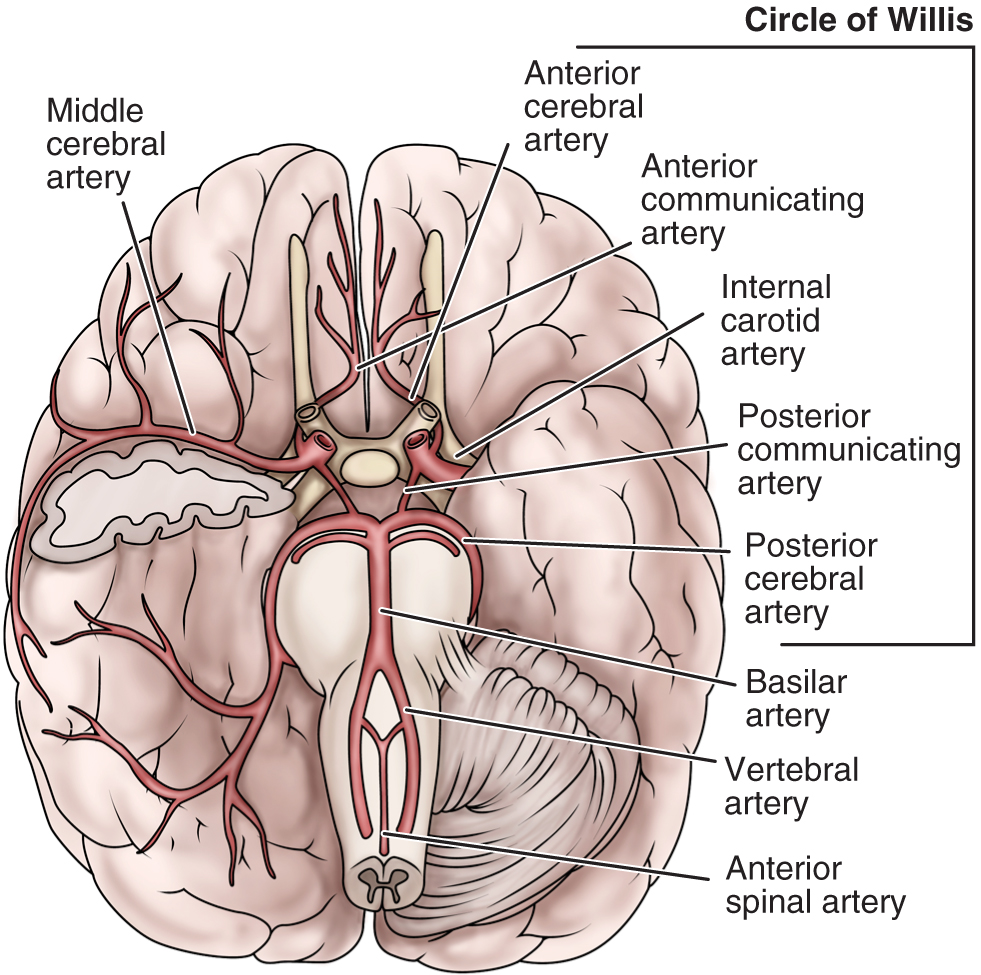 Circle of Willis
Middle
cerebral
artery
Anterior
cerebral
artery
Anterior
communicating
artery
Internal
carotid
artery
Posterior
communicating
artery
Posterior
cerebral
artery
Basilar
artery
Vertebral
artery
Anterior
spinal artery